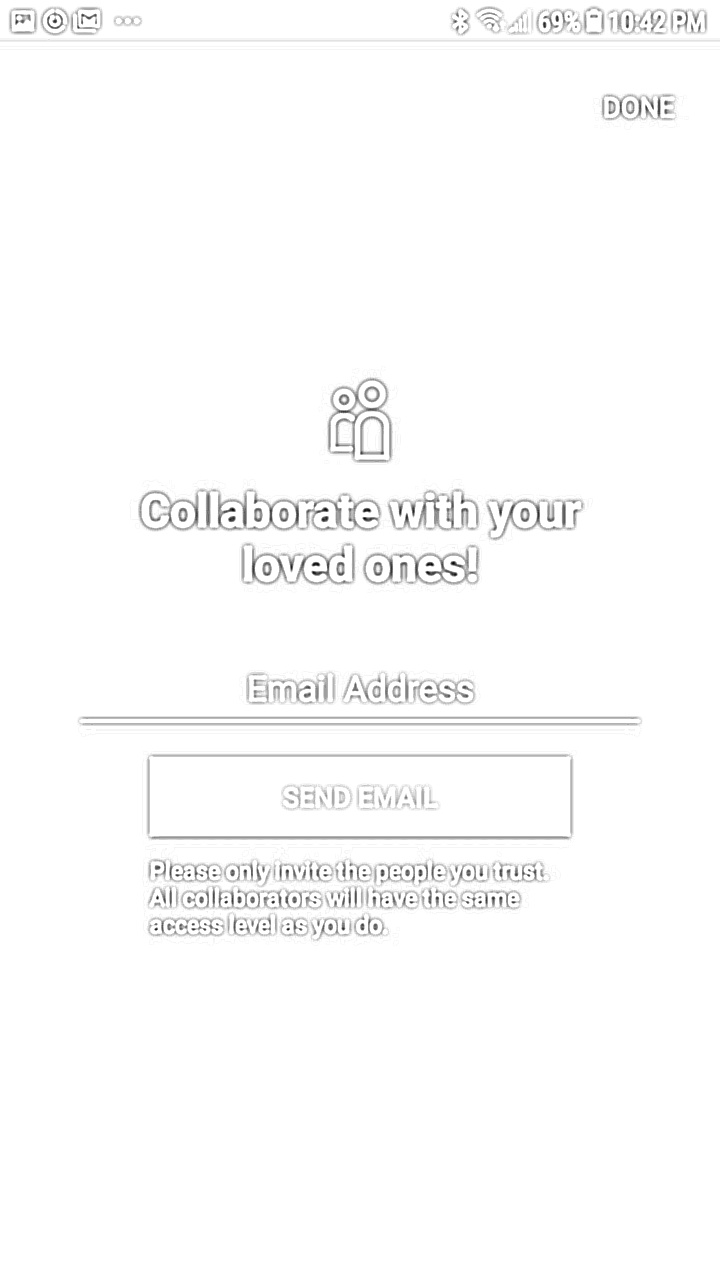 69% 10:42 PM
DONE
Collaborate with your
loved ones!
Email Address
SEND EMAIL
Please only invite the people you trust.
All collaborators will have the same
access level as you do.